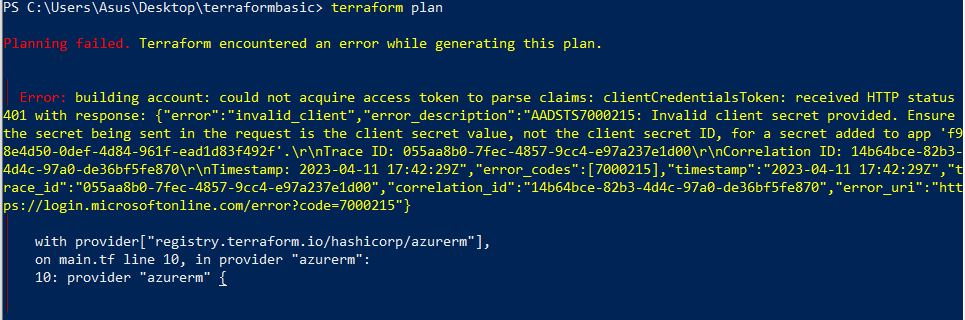 PS C:\Users\Asus\Desktop\terraformbasic> terraform plan
Planning failed. Terraform encountered an error while generating this plan.
Error: building account: could not acquire access token to parse claims: clientCredentialsToken: received HTTP status
401 with response: {"error":"invalid_client","error_description":"AADSTS7000215: Invalid client secret provided. Ensure
the secret being sent in the request is the client secret value, not the client secret ID, for a secret added to app 'f9
8e4d50-0def-4d84-961f-ead1d83f492f'.\r\nTrace ID: 055aa8b0-7fec-4857-9cc4-e97a237e1d00\r\nCorrelation ID: 14b64bce-82b3-
4d4c-97a0-de36bf5fe870\r\nTimestamp: 2023-04-11 17:42:29Z","error_codes":[7000215],"timestamp":"2023-04-11 17:42:29Z","t
race_id":"055aa8b0-7fec-4857-9cc4-e97a237e1d00","correlation_id":"14b64bce-82b3-4d4c-97a0-de36bf5fe870","error_uri":"htt
ps://login.microsoftonline.com/error?code=7000215"}
with provider["registry.terraform.io/hashicorp/azurerm"],
on main.tf line 10, in provider "azurerm":
10: provider "azurerm" {